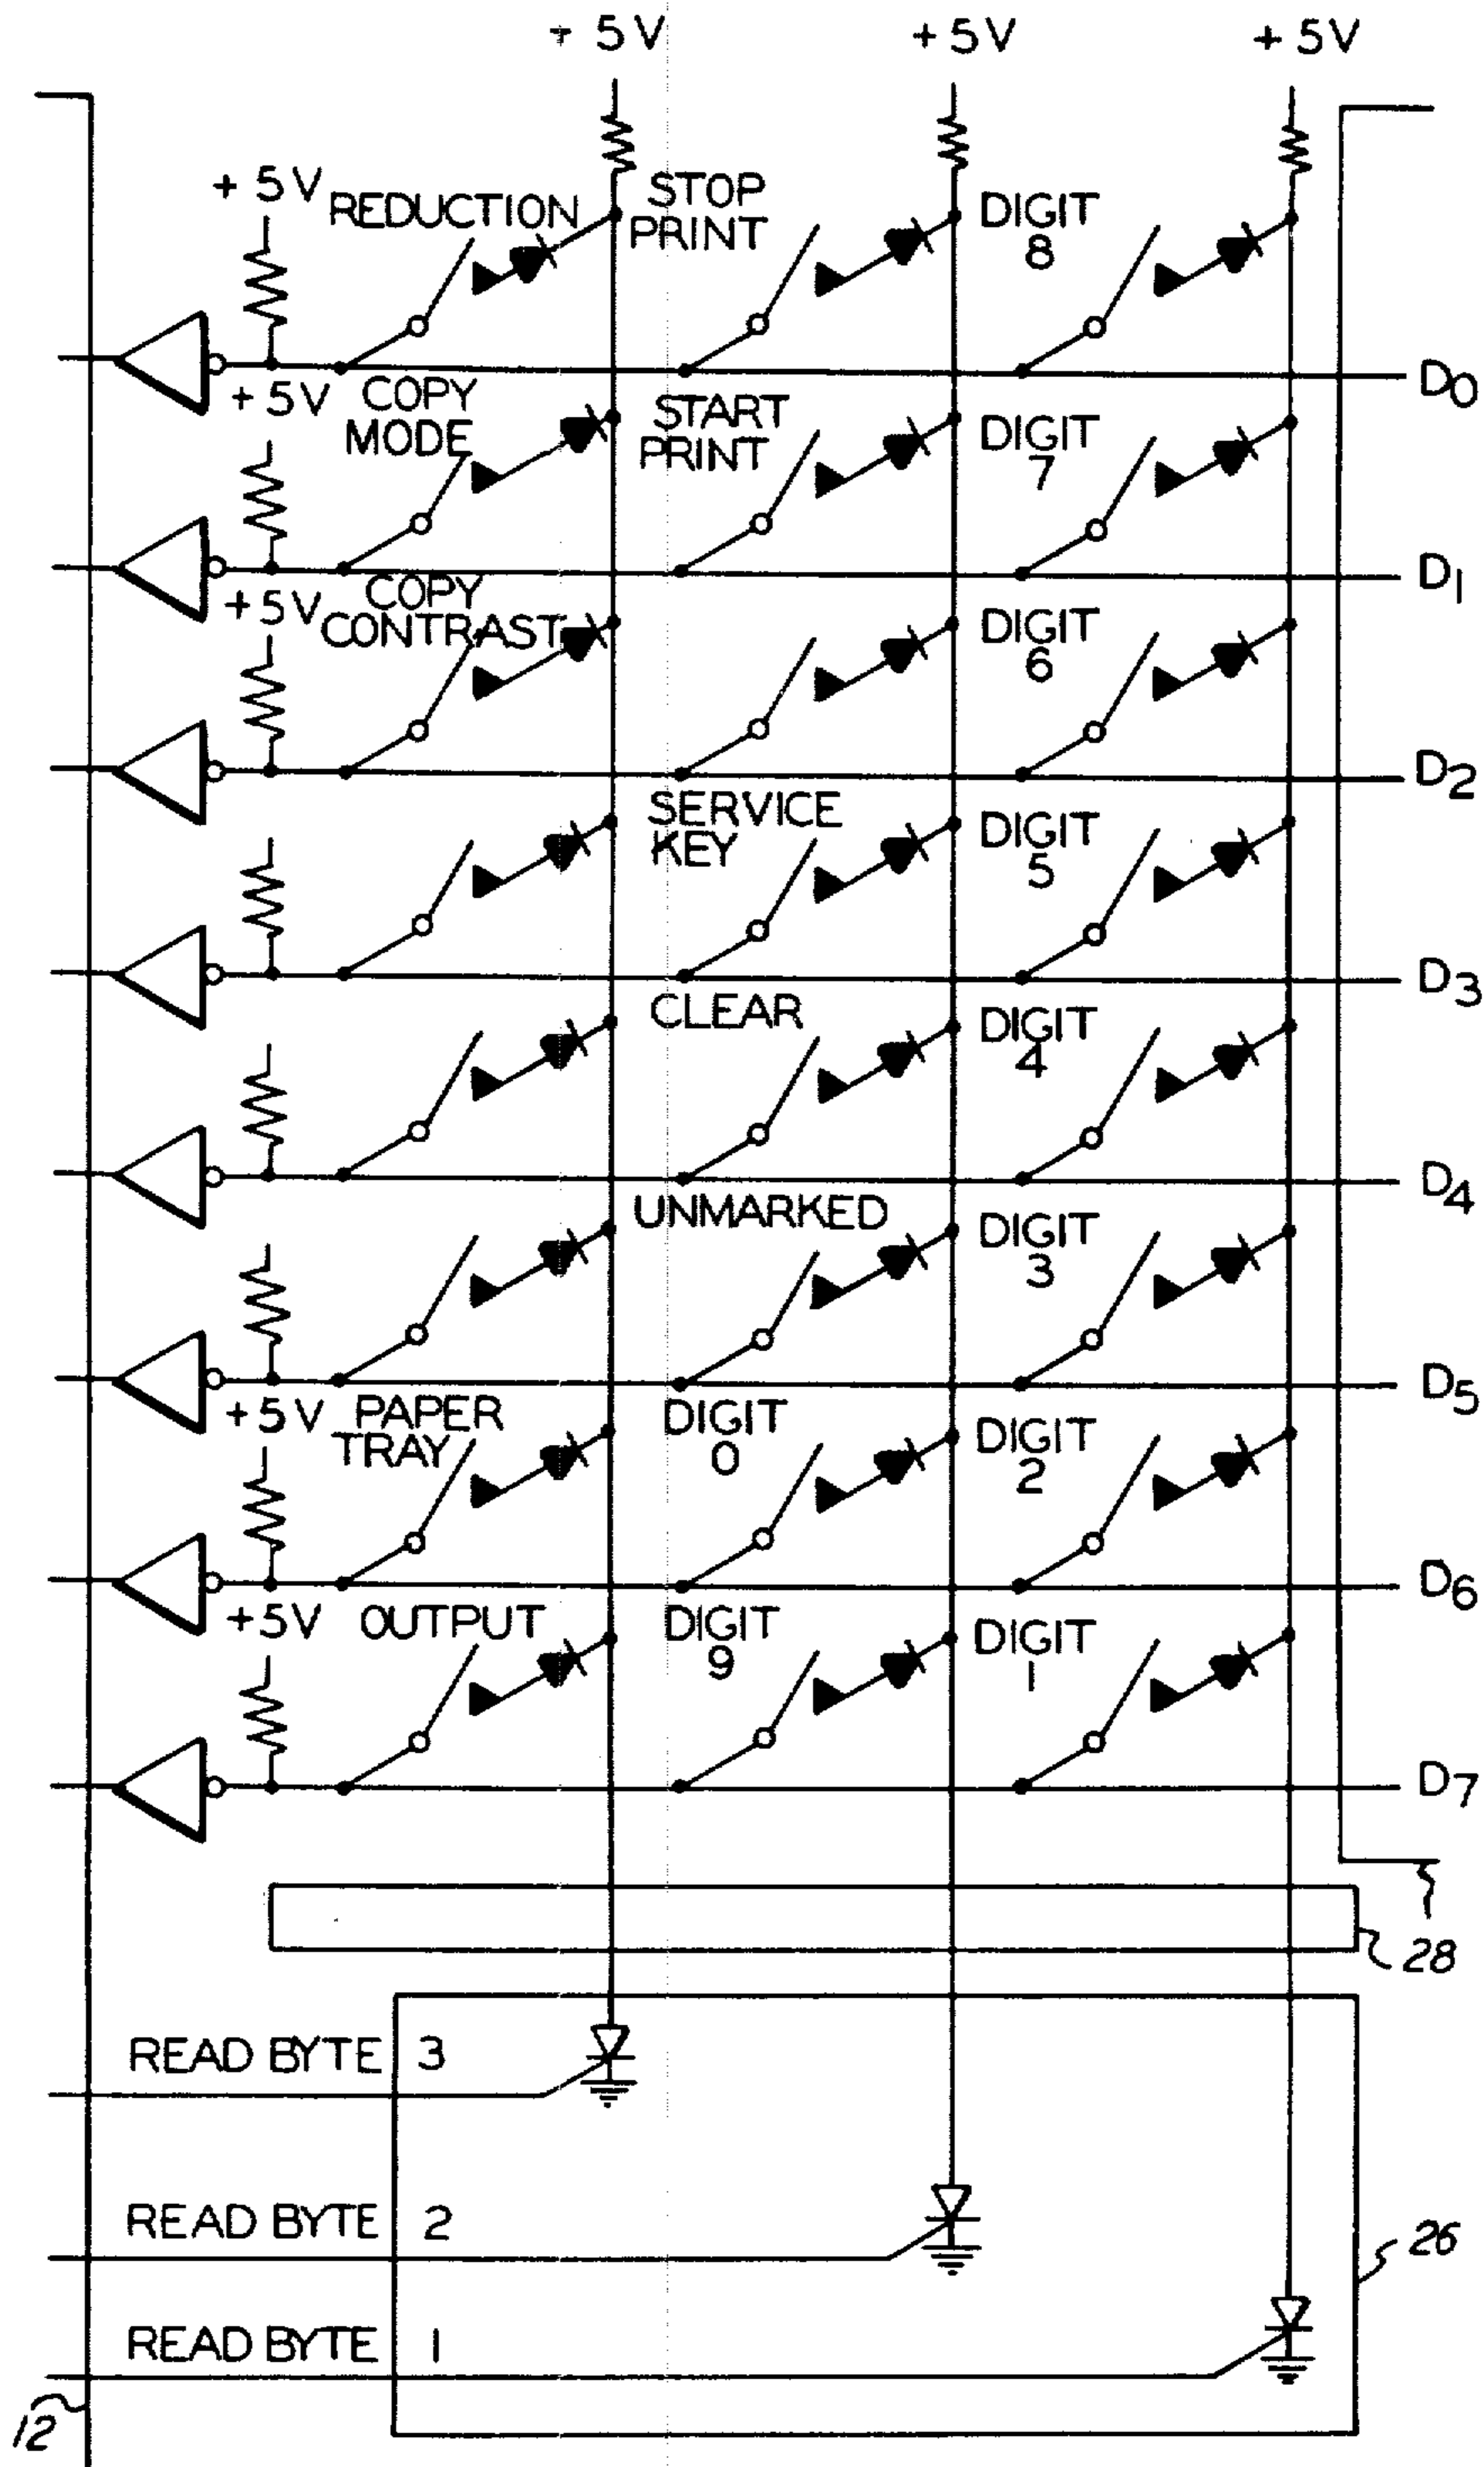 + 5V
+ 5V
+ 5V
+ 5V
REDUCTION
STOP
PRINT
DIGIT
8
D0
+ 5V
COPY
MODE
START
PRINT
DIGIT
7
D1
+ 5V
COPY
CONTRAST
DIGIT
6
D2
SERVICE
KEY
DIGIT
5
D3
CLEAR
DIGIT
4
D4
UNMARKED
DIGIT
3
D5
+ 5V
PAPER
TRAY
DIGIT
0
DIGIT
2
D6
+5V
OUTPUT
DIGIT
9
DIGIT
1
D7
28
READ BYTE 3
READ BYTE 2
26
READ BYTE 1
12